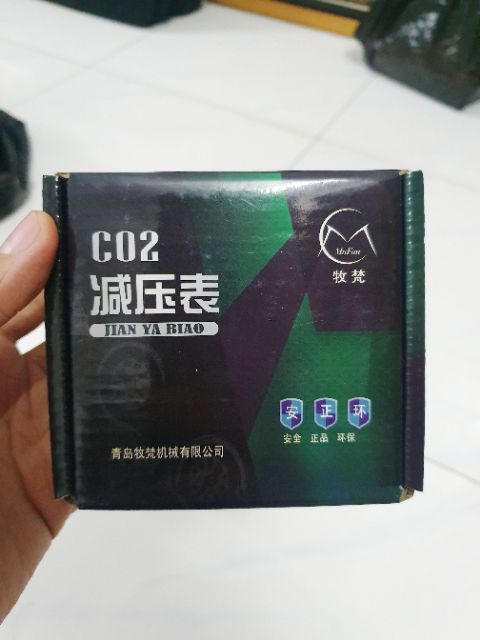 CO2
减压表
JIAN YA BIAO
MuFan
牧梵
安 正 环
安全 正品 环保
青岛牧梵机械有限公司